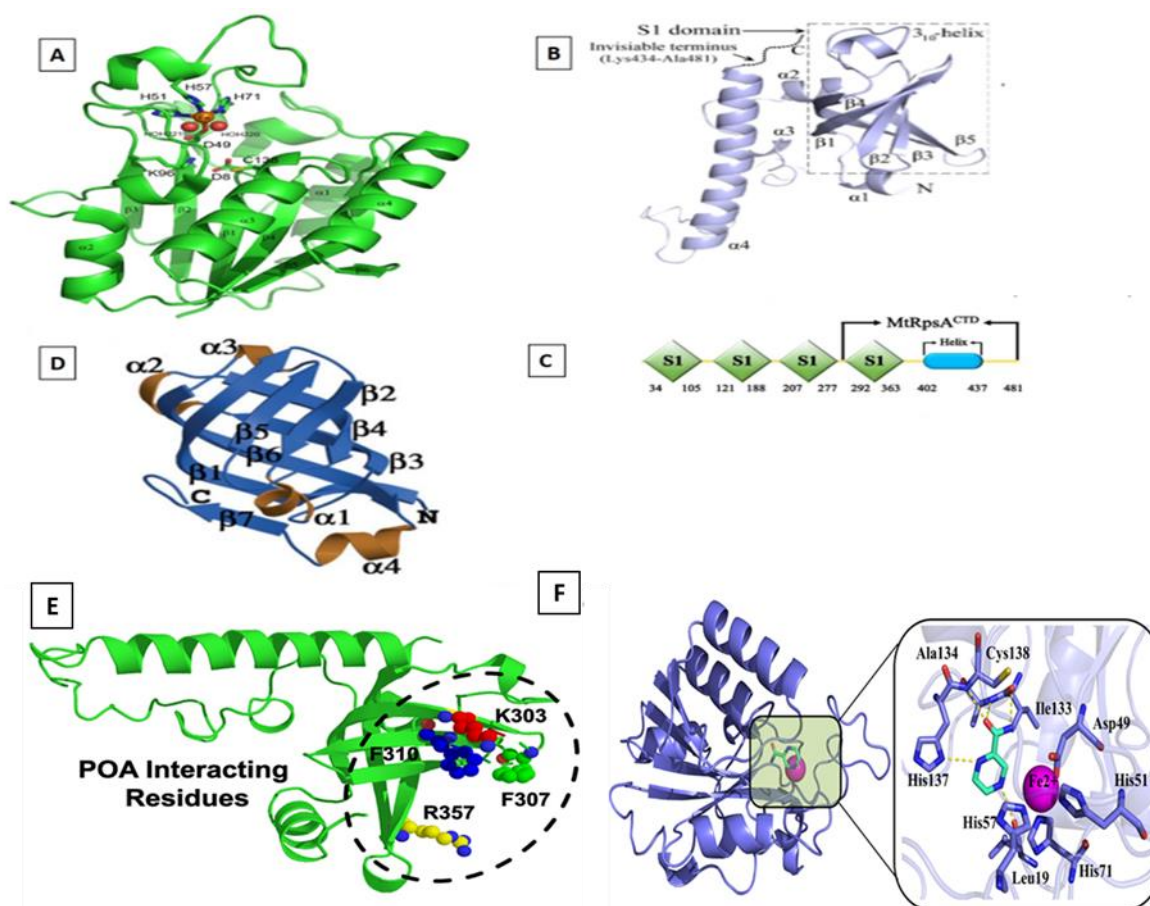 A
H57
H51
H71
D49
K96
D8
α2
β2
α3
β1
β4
α1
α4
B
S1 domain
Invisiable terminus
(Lys434-Ala481)
C
3₁₀-helix
α2
β4
α3
β1
β2
β3
β5
α1
N
α4
C
MtRpsA^CTD
Helix
S1 S1 S1 S1
34 105 121 188 207 277 292 363 402 437 481
D
α3
α2
β2
β5
β4
β6
β3
β1
C
α1
N
β7
α4
E
K303
F310
POA Interacting
Residues
F307
R357
F
Ala134
Cys138
Ile133
Asp49
His137
Fe2+
His51
His57
Leu19
His71